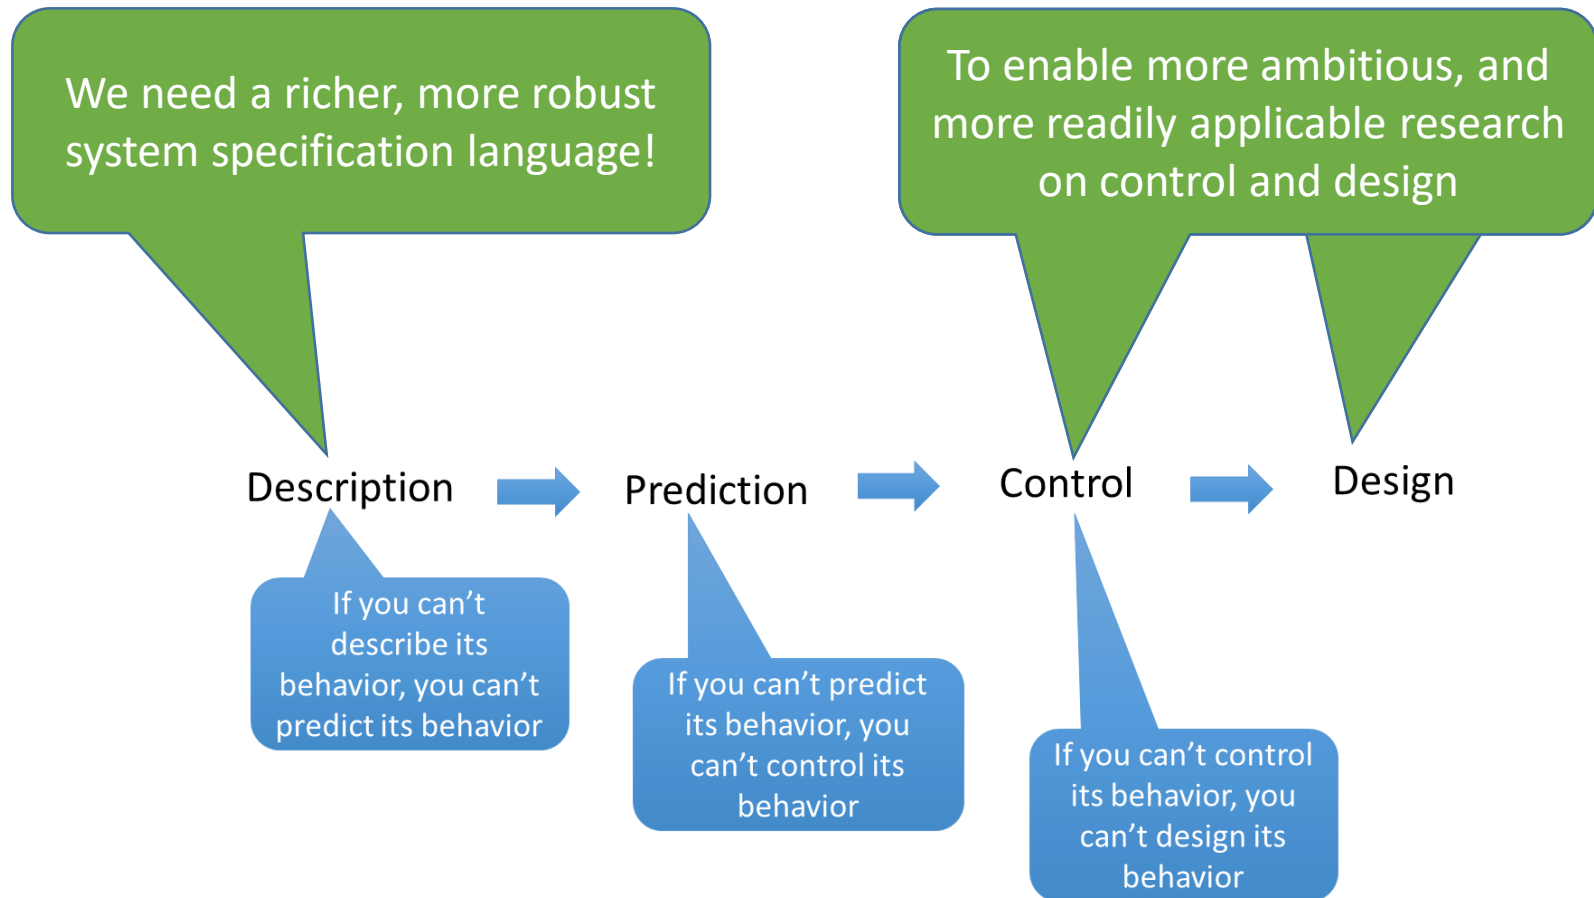 We need a richer, more robust
system specification language!
To enable more ambitious, and
more readily applicable research
on control and design
Description
Prediction
Control
Design
If you can’t
describe its
behavior, you can’t
predict its behavior
If you can’t predict
its behavior, you
can’t control its
behavior
If you can’t control
its behavior, you
can’t design its
behavior